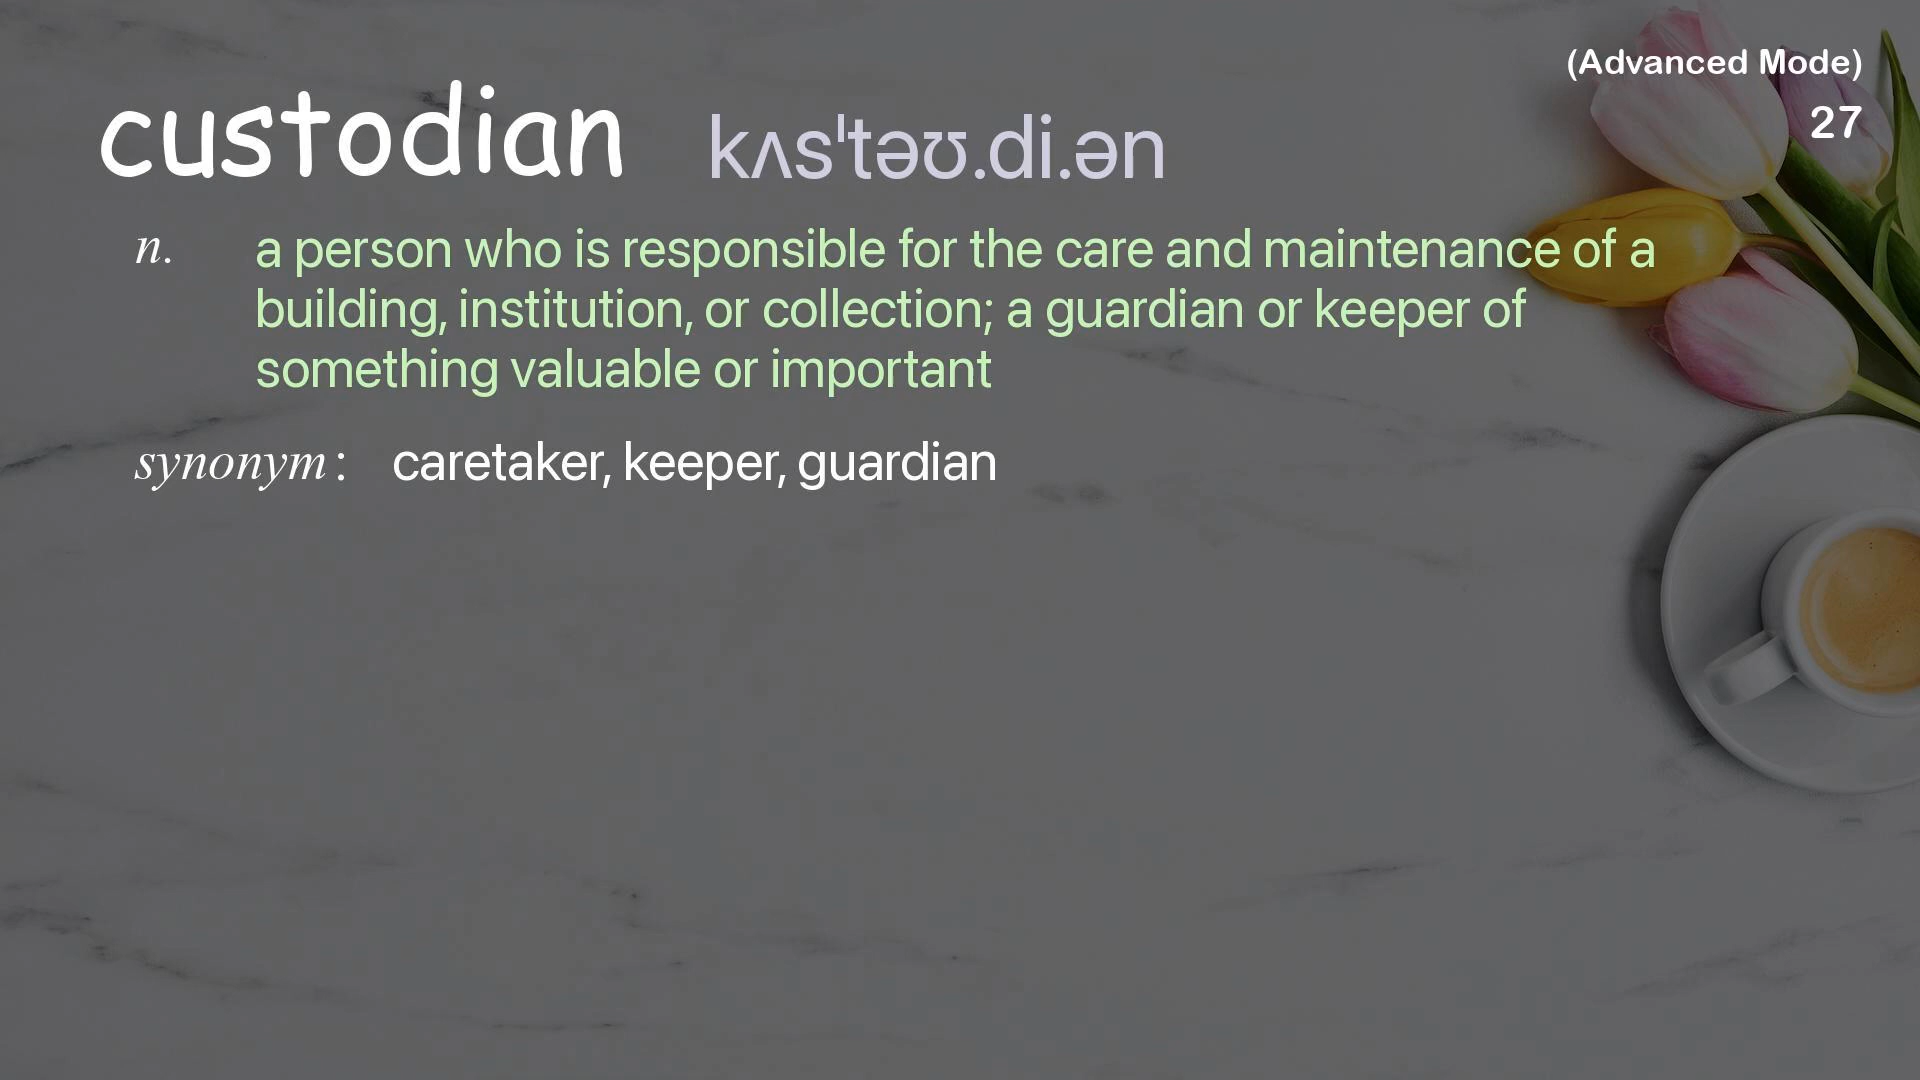 (Advanced Mode)
custodian kʌsˈtəʊ.di.ən
27
n. a person who is responsible for the care and maintenance of a
building, institution, or collection; a guardian or keeper of
something valuable or important
synonym: caretaker, keeper, guardian